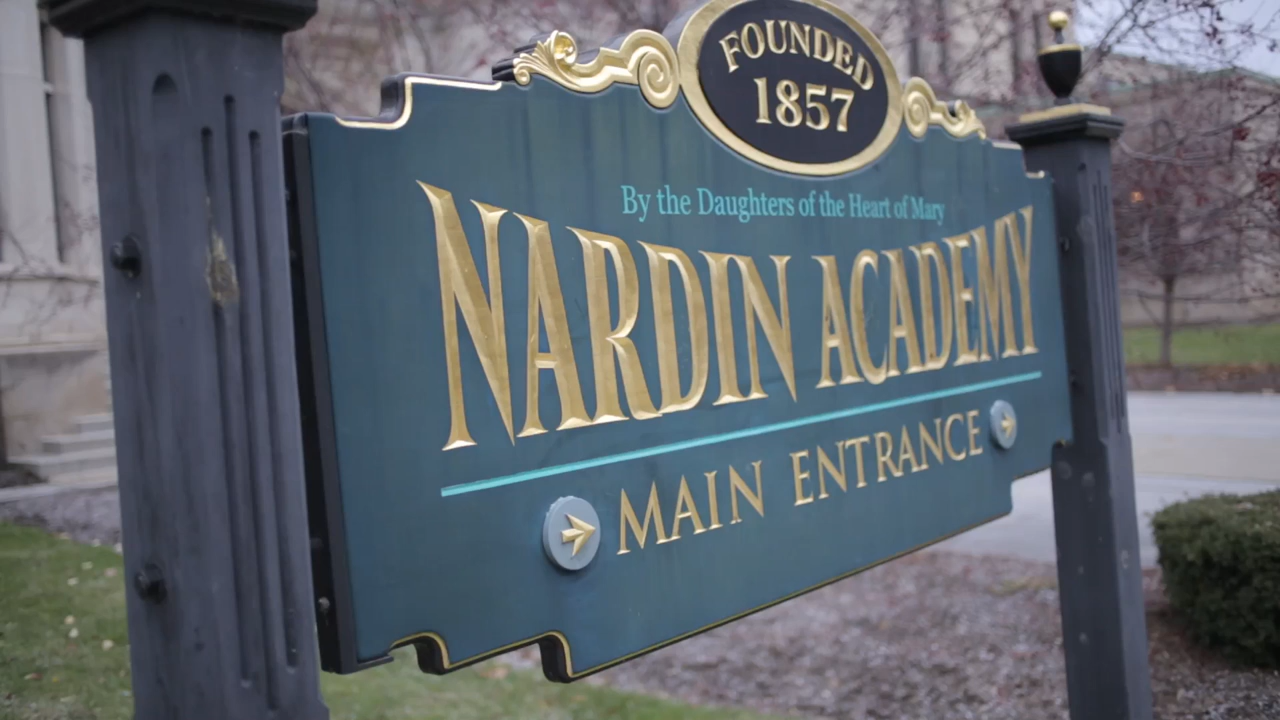 FOUNDED
1857
By the Daughters of the Heart of Mary
NARDIN ACADEMY
MAIN ENTRANCE